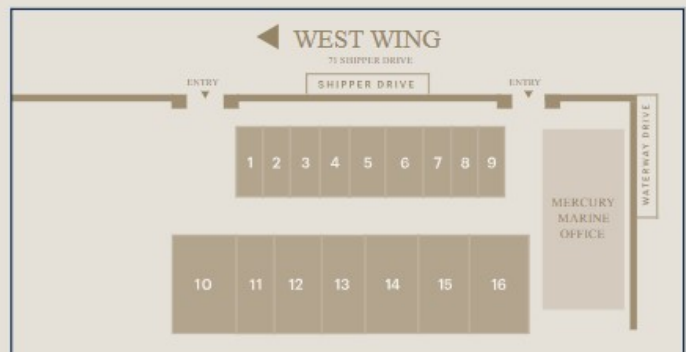 WEST WING
71 SHIPPER DRIVE
ENTRY
SHIPPER DRIVE
ENTRY
WATERWAY DRIVE
1 2 3 4 5 6 7 8 9
MERCURY
MARINE
OFFICE
10 11 12 13 14 15 16